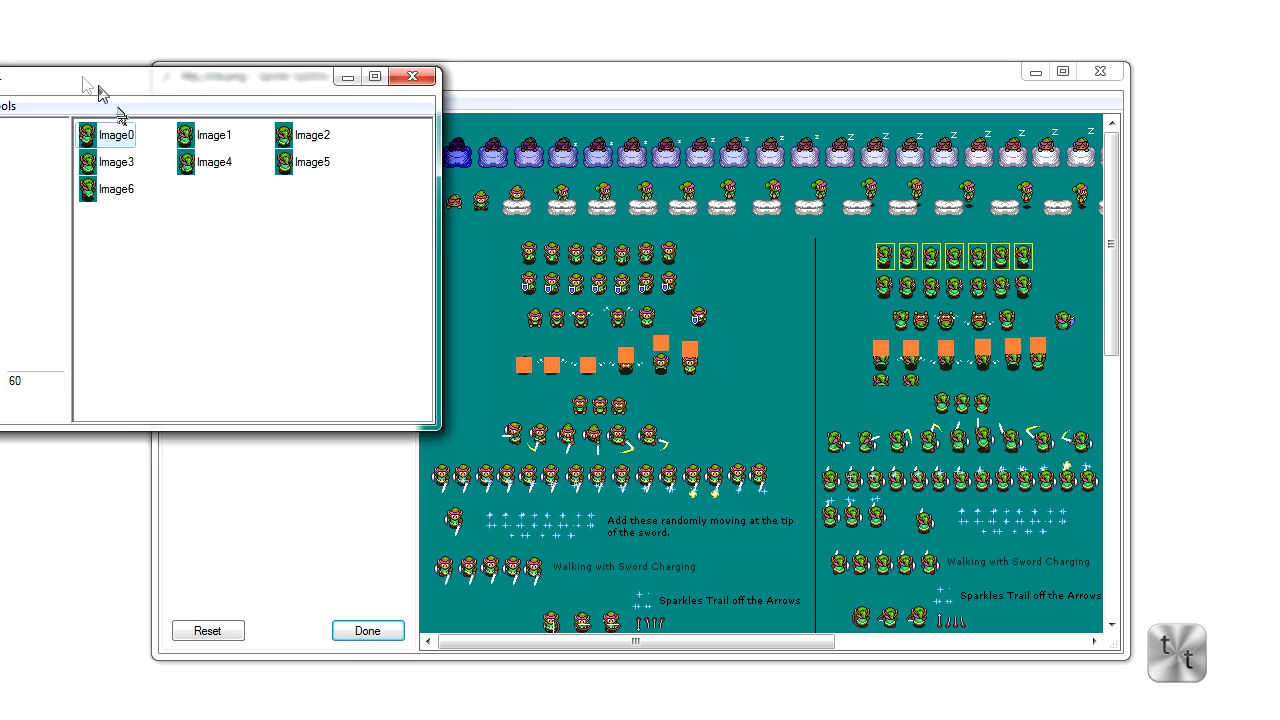 ols
Image0 Image1 Image2
Image3 Image4 Image5
Image6
60
Add these randomly moving at the tip
of the sword.
Walking with Sword Charging
Walking with Sword Charging
Sparkles Trail off the Arrows
Sparkles Trail off the Arrows
Reset
Done
t t